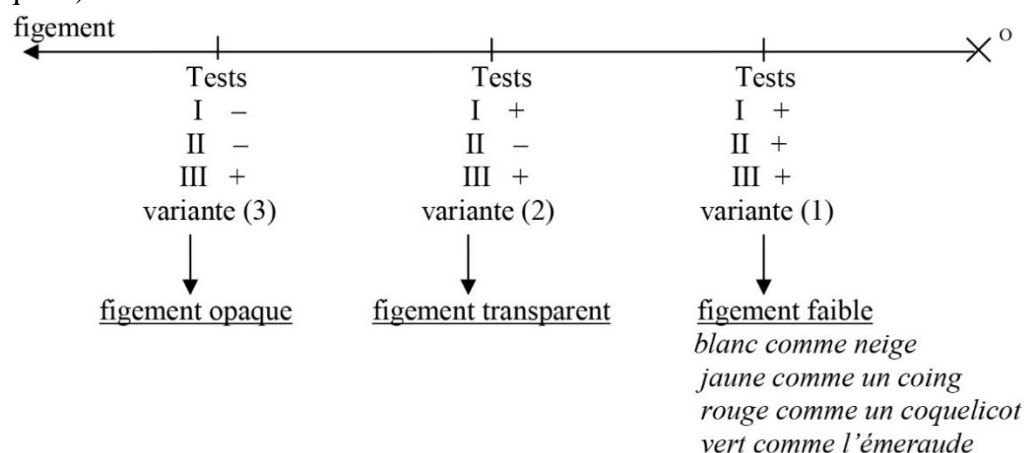 figement
o
Tests Tests Tests
I – I + I +
II – II – II +
III + III + III +
variante (3) variante (2) variante (1)
figement opaque figement transparent figement faible
blanc comme neige
jaune comme un coing
rouge comme un coquelicot
vert comme l’émeraude